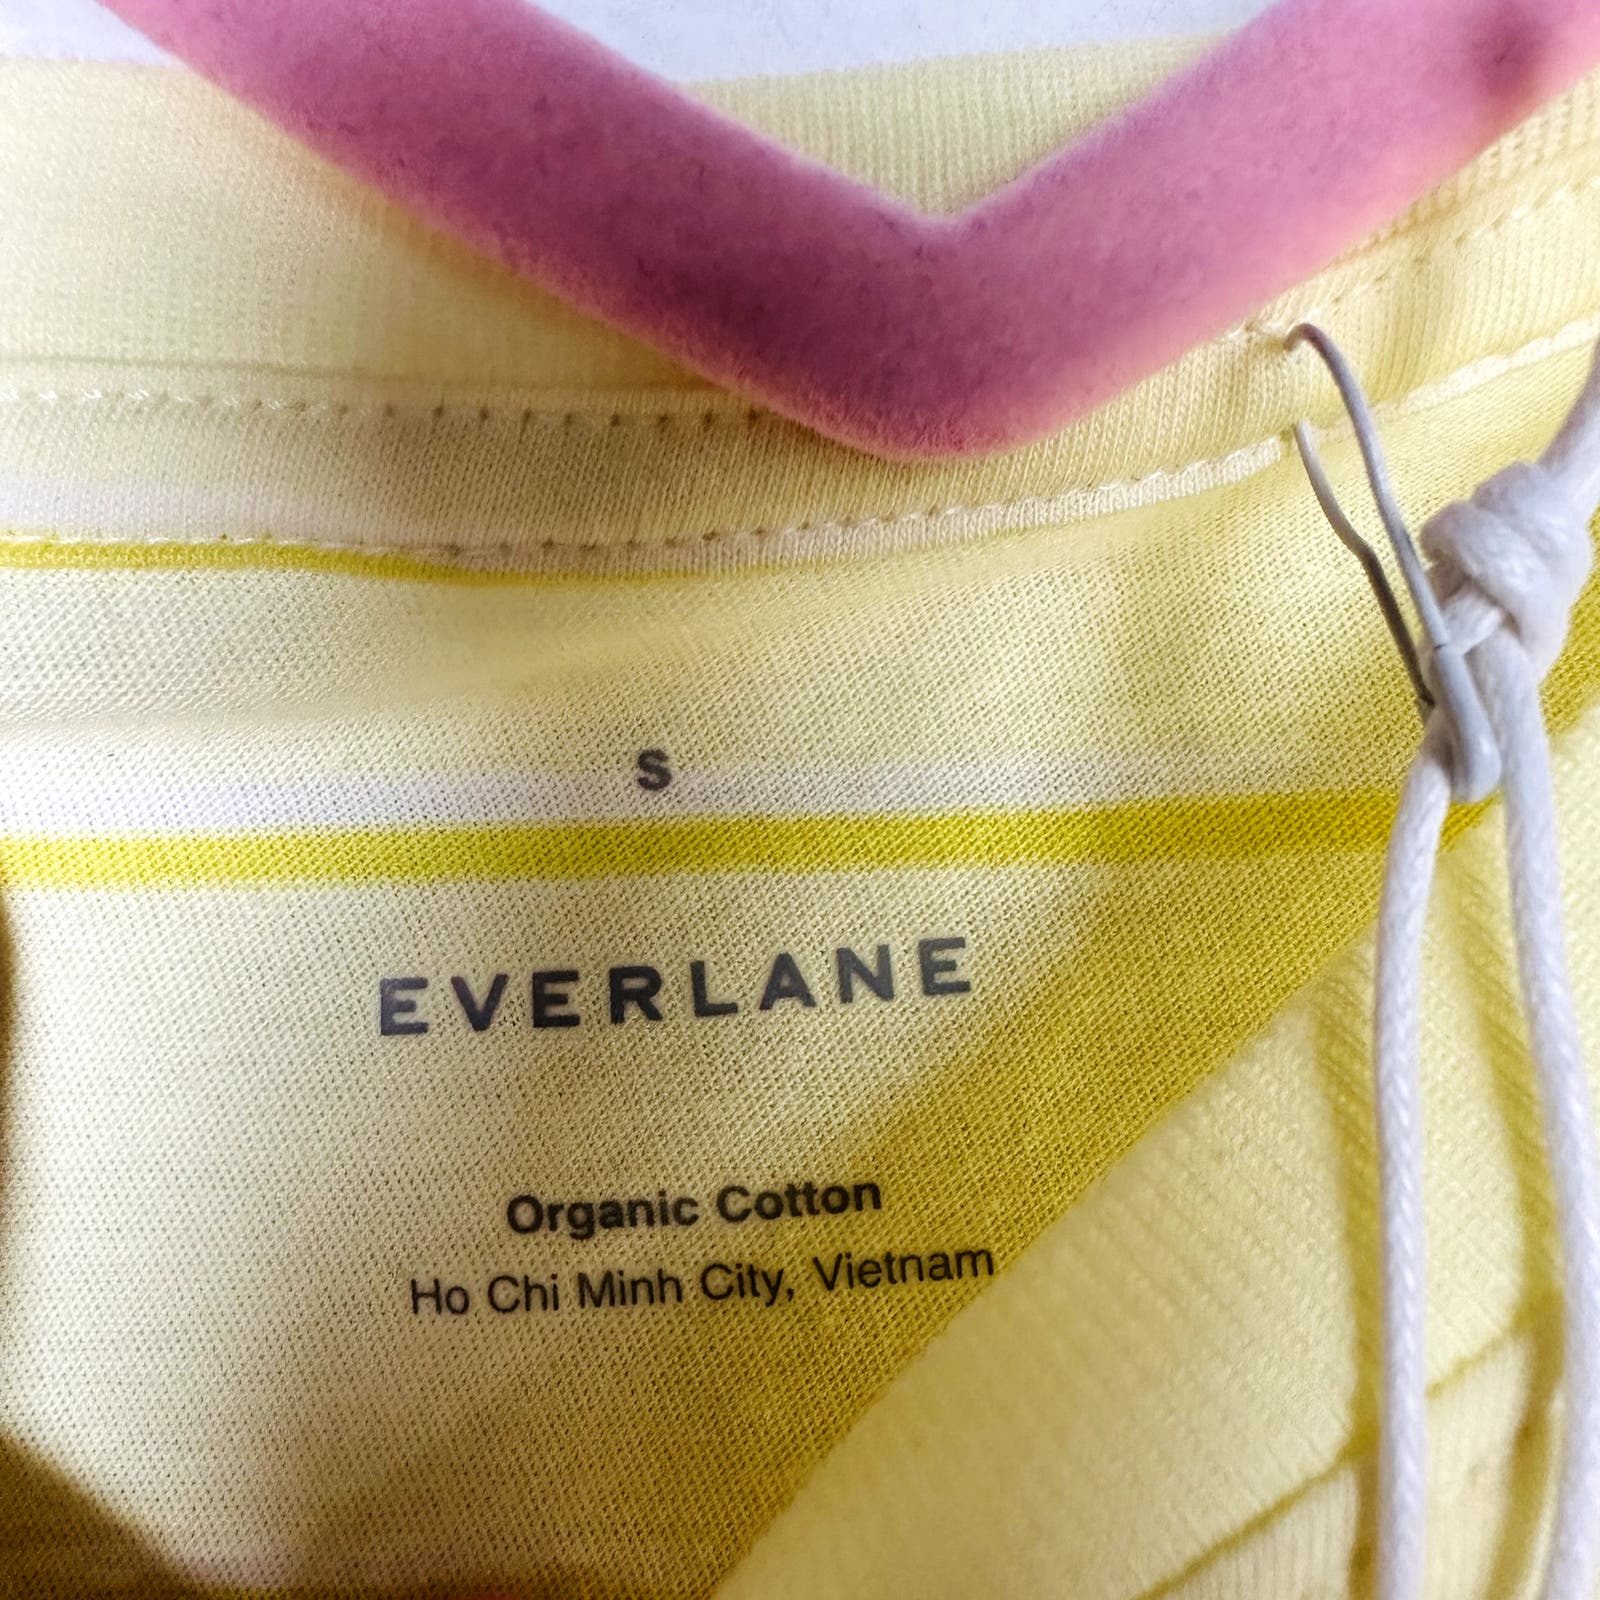 S
EVERLANE
Organic Cotton
Ho Chi Minh City, Vietnam